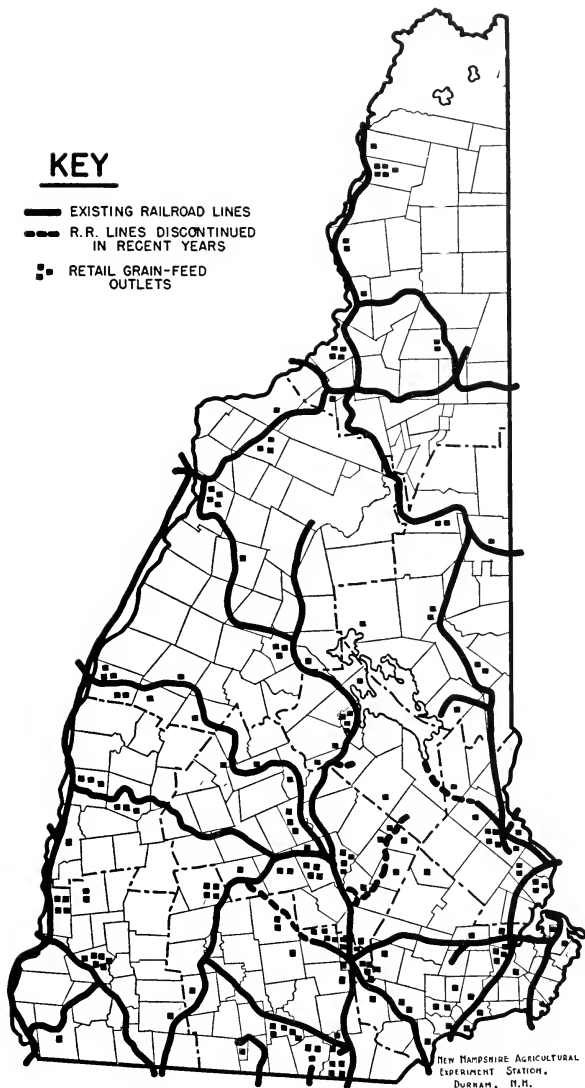 KEY
EXISTING RAILROAD LINES
R.R. LINES DISCONTINUED
IN RECENT YEARS
RETAIL GRAIN-FEED
OUTLETS
NEW HAMPSHIRE AGRICULTURAL
EXPERIMENT STATION.
DURHAM. N.H.